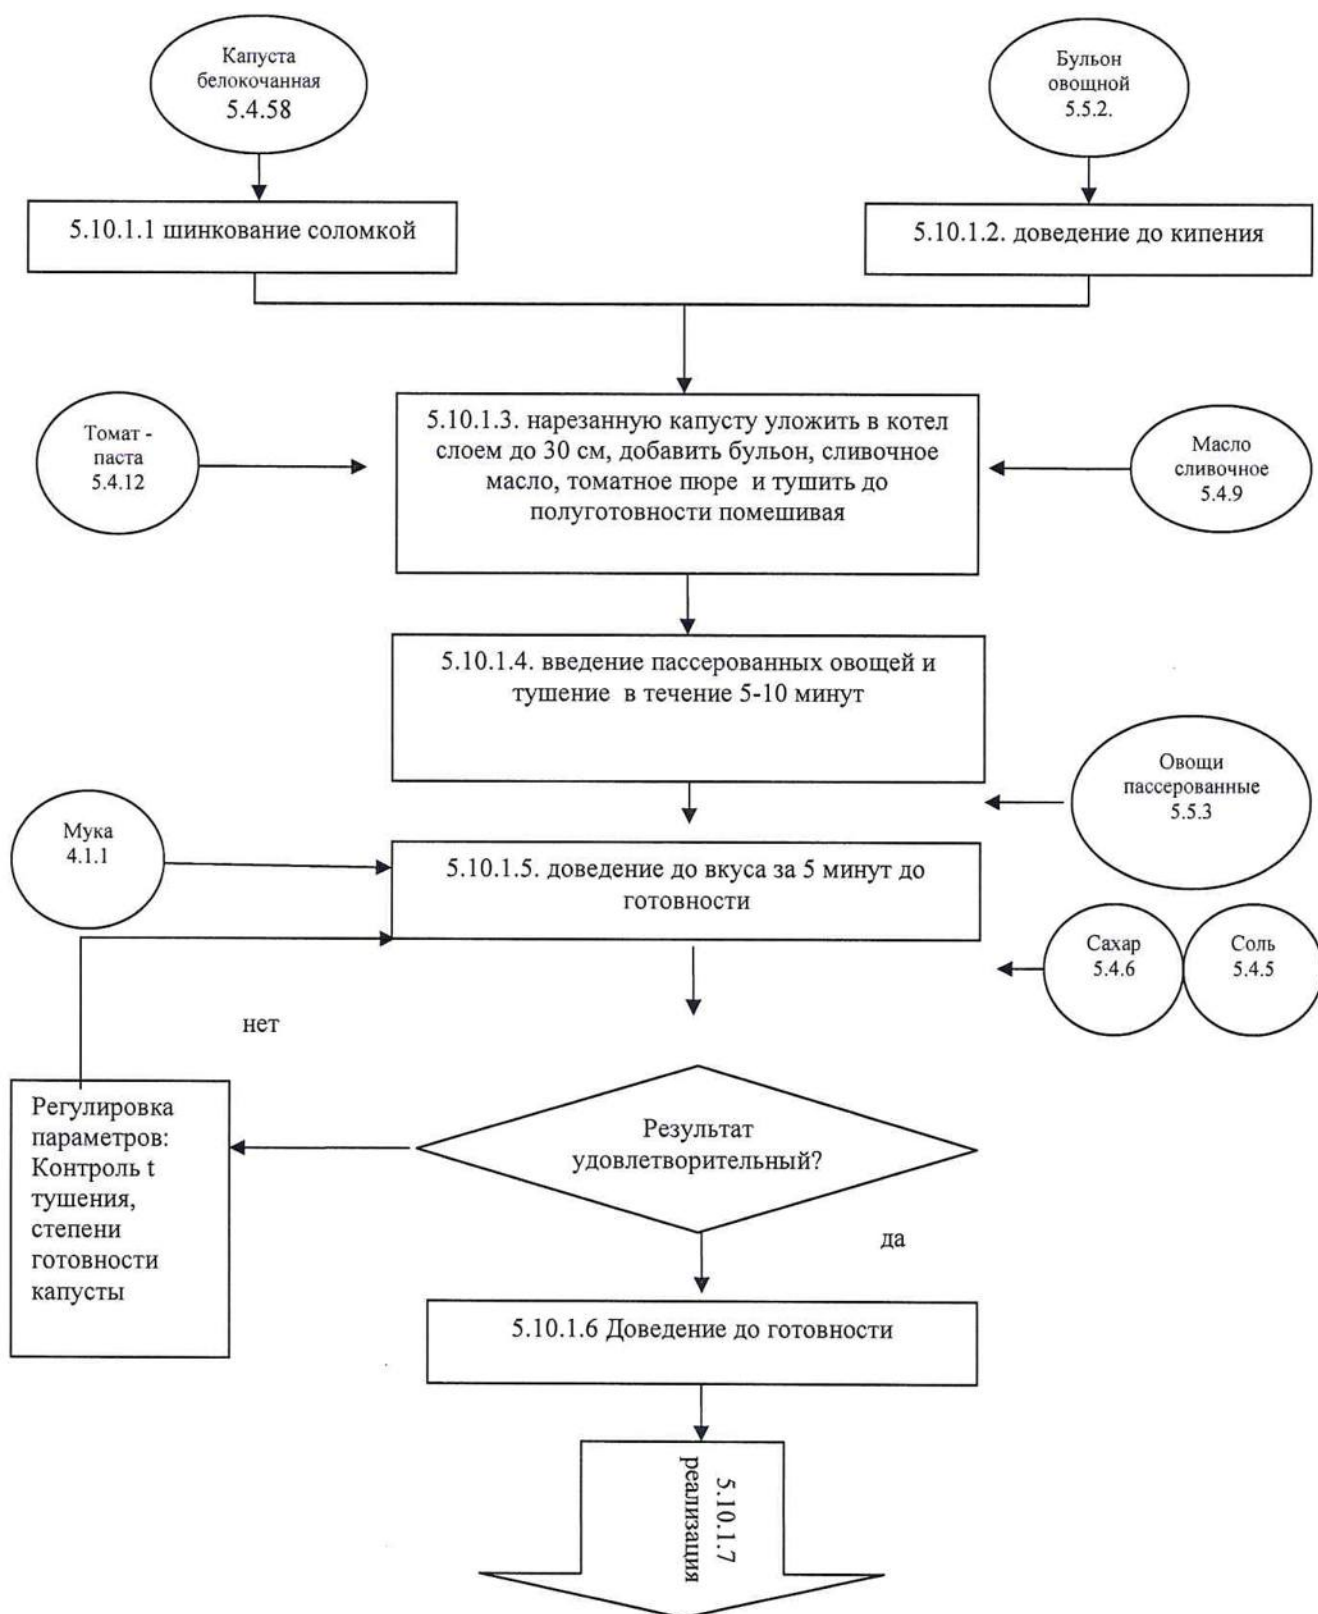 Капуста
белокочанная
5.4.58
Бульон
овощной
5.5.2.
5.10.1.1 шинкование соломкой
5.10.1.2. доведение до кипения
Томат -
паста
5.4.12
5.10.1.3. нарезанную капусту уложить в котел
слоем до 30 см, добавить бульон, сливочное
масло, томатное пюре и тушить до
полуготовности помешивая
Масло
сливочное
5.4.9
5.10.1.4. введение пассерованных овощей и
тушение в течение 5-10 минут
Овощи
пассерованные
5.5.3
Мука
4.1.1
5.10.1.5. доведение до вкуса за 5 минут до
готовности
Сахар
5.4.6
Соль
5.4.5
нет
Регулировка
параметров:
Контроль t
тушения,
степени
готовности
капусты
Результат
удовлетворительный?
да
5.10.1.6 Доведение до готовности
5.10.1.7
реализация